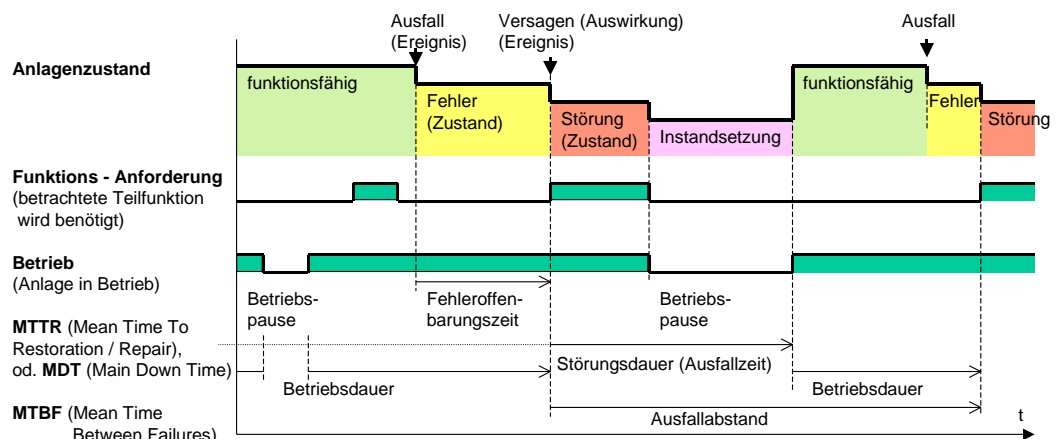 Ausfall
(Ereignis)
Versagen (Auswirkung)
(Ereignis)
Ausfall
Anlagenzustand
funktionsfähig
Fehler
(Zustand)
Störung
(Zustand)
Instandsetzung
funktionsfähig
Fehler
Störung
Funktions - Anforderung
(betrachtete Teilfunktion
wird benötigt)
Betrieb
(Anlage in Betrieb)
Betriebs-
pause
Fehleroffen-
barungszeit
Betriebs-
pause
MTTR (Mean Time To
Restoration / Repair),
od. MDT (Main Down Time)
Störungsdauer (Ausfallzeit)
Betriebsdauer
Betriebsdauer
MTBF (Mean Time
Between Failures)
Ausfallabstand
t